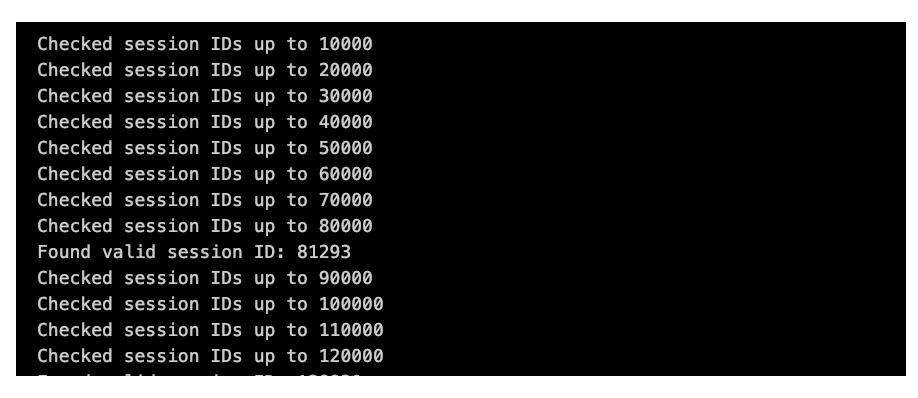 Checked session IDs up to 10000
Checked session IDs up to 20000
Checked session IDs up to 30000
Checked session IDs up to 40000
Checked session IDs up to 50000
Checked session IDs up to 60000
Checked session IDs up to 70000
Checked session IDs up to 80000
Found valid session ID: 81293
Checked session IDs up to 90000
Checked session IDs up to 100000
Checked session IDs up to 110000
Checked session IDs up to 120000